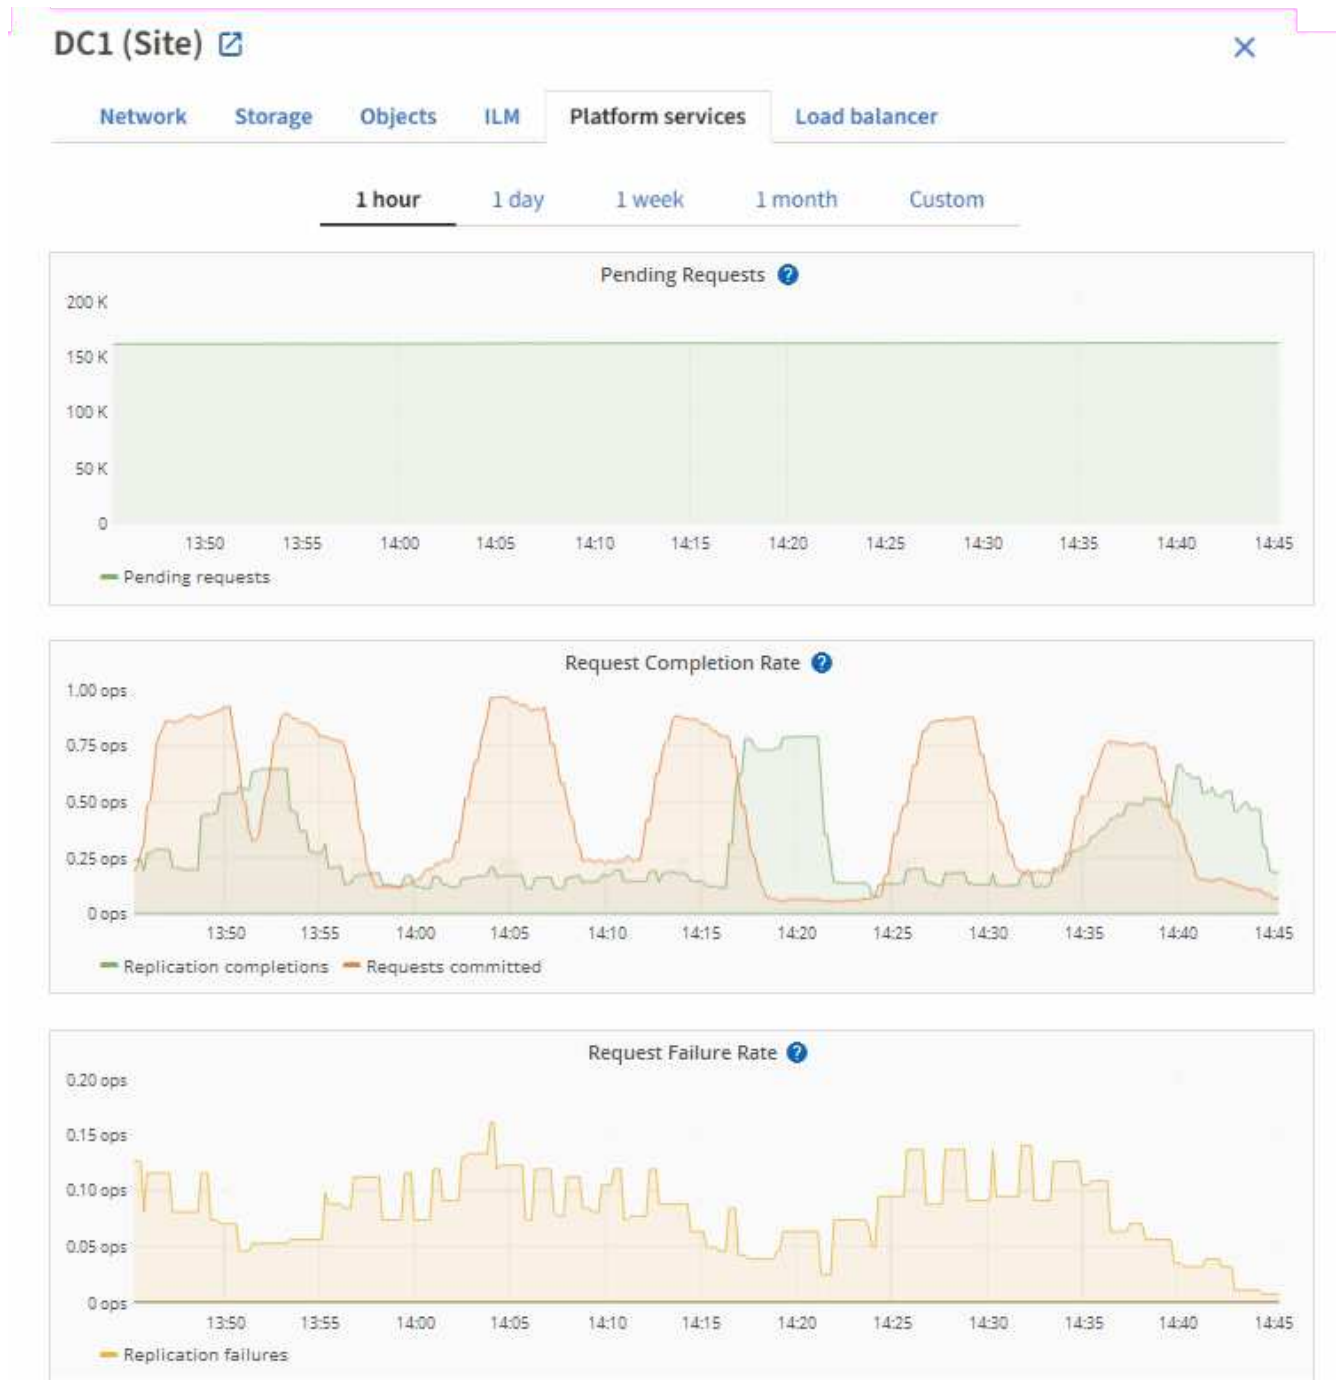 DC1 (Site)
Network Storage Objects ILM Platform services Load balancer
1 hour 1 day 1 week 1 month Custom
Pending Requests ?
200 K
150 K
100 K
50 K
0
13:50 13:55 14:00 14:05 14:10 14:15 14:20 14:25 14:30 14:35 14:40 14:45
Pending requests
Request Completion Rate ?
1.00 ops
0.75 ops
0.50 ops
0.25 ops
0 ops
13:50 13:55 14:00 14:05 14:10 14:15 14:20 14:25 14:30 14:35 14:40 14:45
Replication completions Requests committed
Request Failure Rate ?
0.20 ops
0.15 ops
0.10 ops
0.05 ops
0 ops
13:50 13:55 14:00 14:05 14:10 14:15 14:20 14:25 14:30 14:35 14:40 14:45
Replication failures